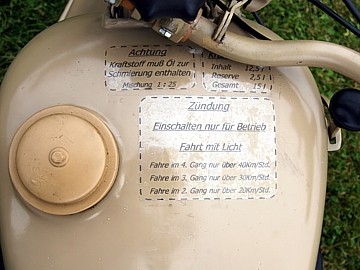 Achtung
Kraftstoff muß Öl zur
Schmierung enthalten
Mischung 1 : 25
Inhalt 12,5 l
Reserve 2,5 l
Gesamt 15 l
Zündung
Einschalten nur für Betrieb
Fahrt mit Licht
Fahre im 4. Gang nur über 40Km/Std.
Fahre im 3. Gang nur über 30Km/Std.
Fahre im 2. Gang nur über 20Km/Std.